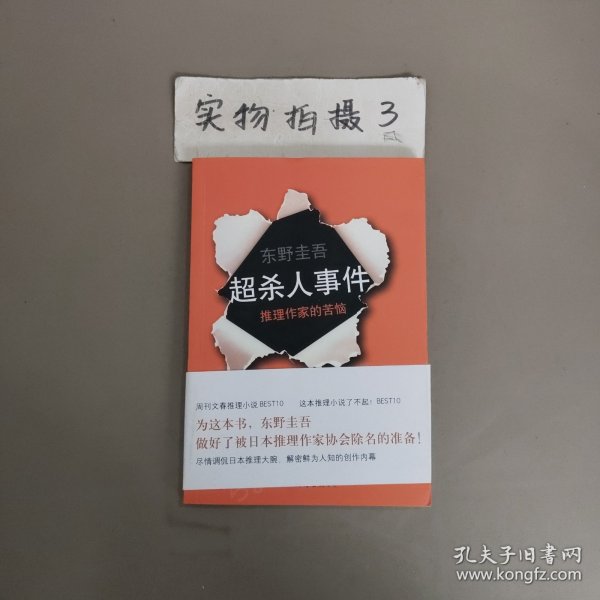 实物拍摄 3
东野圭吾
超杀人事件
推理作家的苦恼
周刊文春推理小说 BEST10 这本推理小说了不起！BEST10
为这本书，东野圭吾
做好了被日本推理作家协会除名的准备！
尽情调侃日本推理大腕，解密鲜为人知的创作内幕
孔夫子旧书网
www.kongfz.com